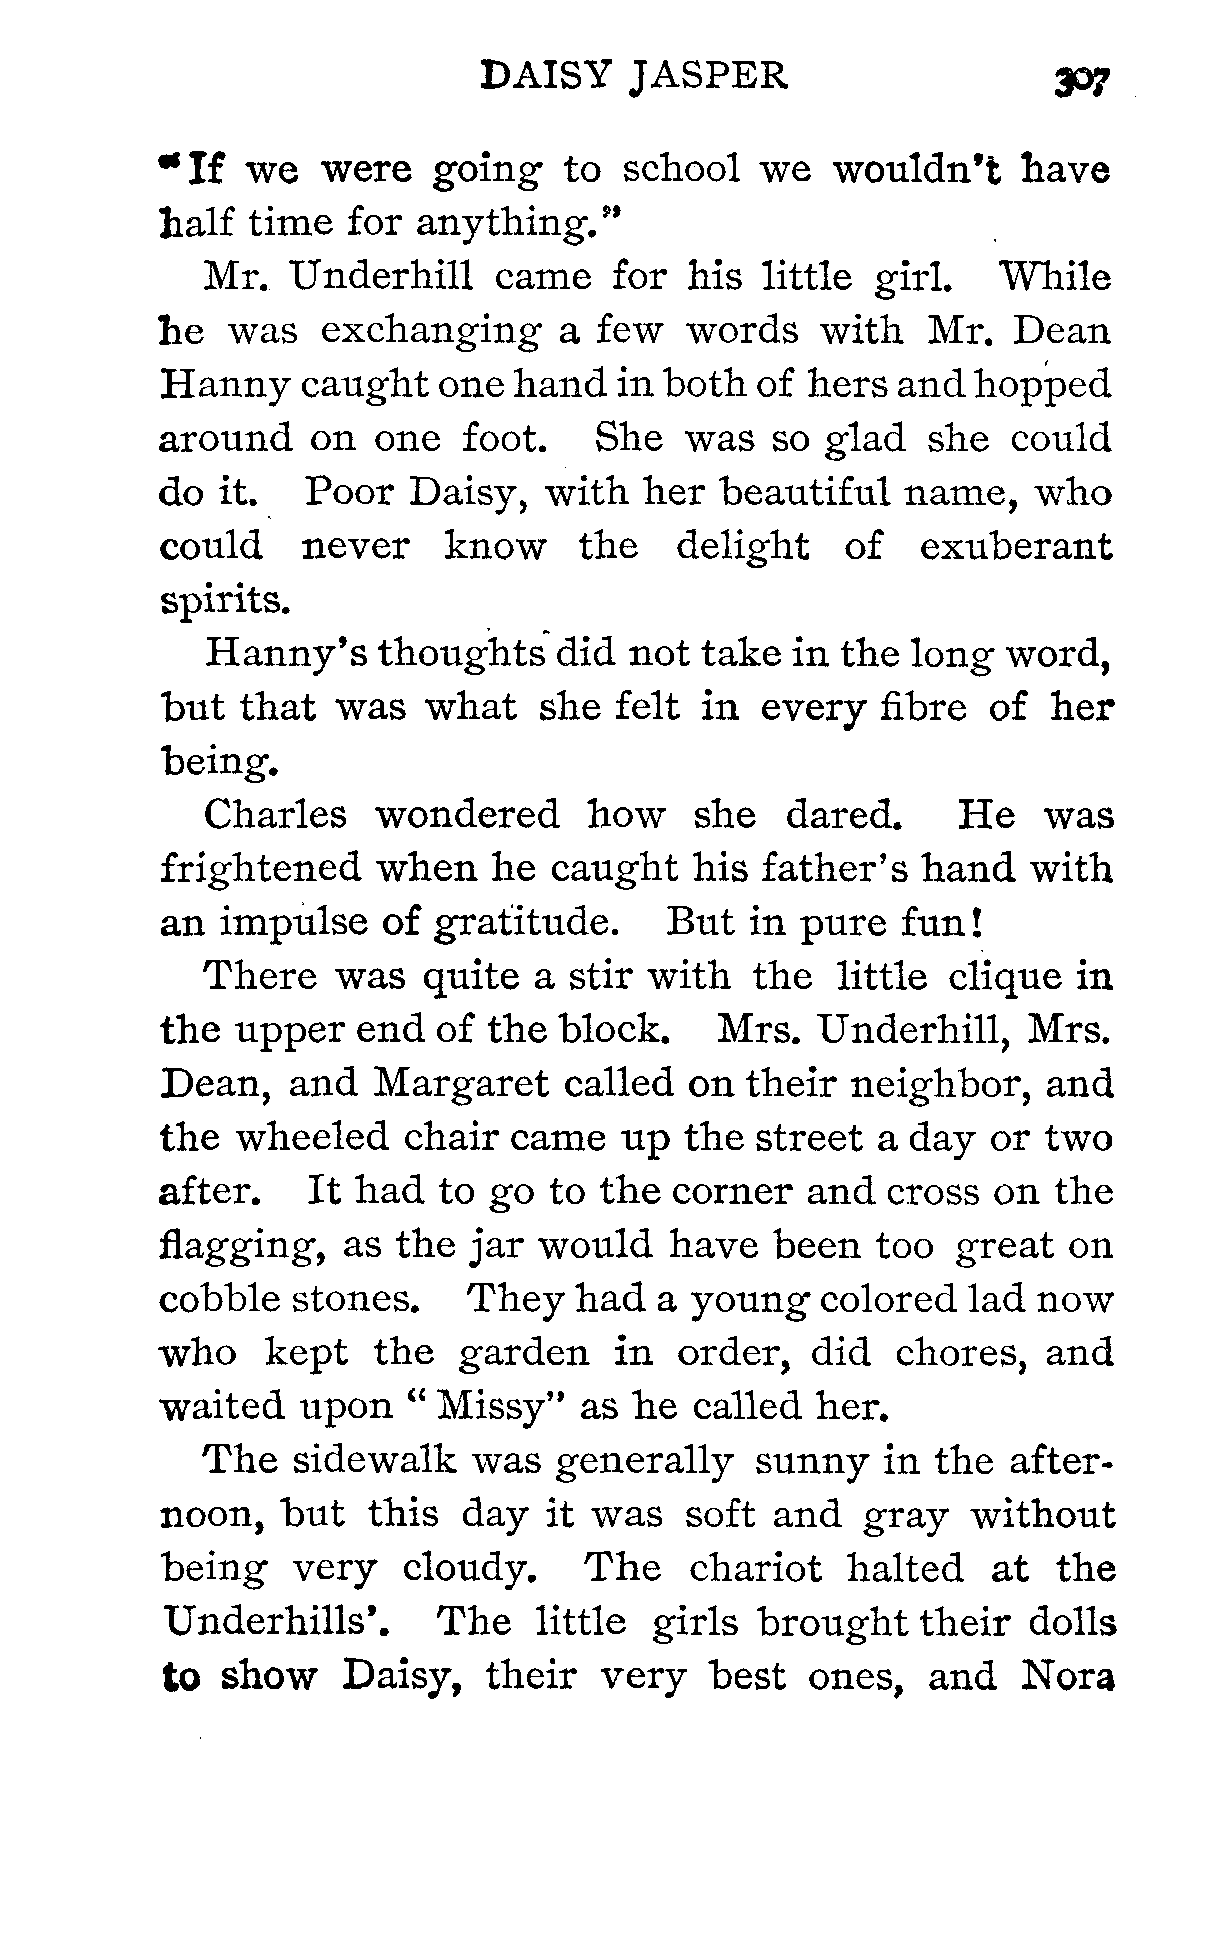 DAISY JASPER 307
"If we were going to school we wouldn't have
half time for anything."
Mr. Underhill came for his little girl. While
he was exchanging a few words with Mr. Dean
Hanny caught one hand in both of hers and hopped
around on one foot. She was so glad she could
do it. Poor Daisy, with her beautiful name, who
could never know the delight of exuberant
spirits.
Hanny's thoughts did not take in the long word,
but that was what she felt in every fibre of her
being.
Charles wondered how she dared. He was
frightened when he caught his father's hand with
an impulse of gratitude. But in pure fun!
There was quite a stir with the little clique in
the upper end of the block. Mrs. Underhill, Mrs.
Dean, and Margaret called on their neighbor, and
the wheeled chair came up the street a day or two
after. It had to go to the corner and cross on the
flagging, as the jar would have been too great on
cobble stones. They had a young colored lad now
who kept the garden in order, did chores, and
waited upon "Missy" as he called her.
The sidewalk was generally sunny in the after-
noon, but this day it was soft and gray without
being very cloudy. The chariot halted at the
Underhills'. The little girls brought their dolls
to show Daisy, their very best ones, and Nora